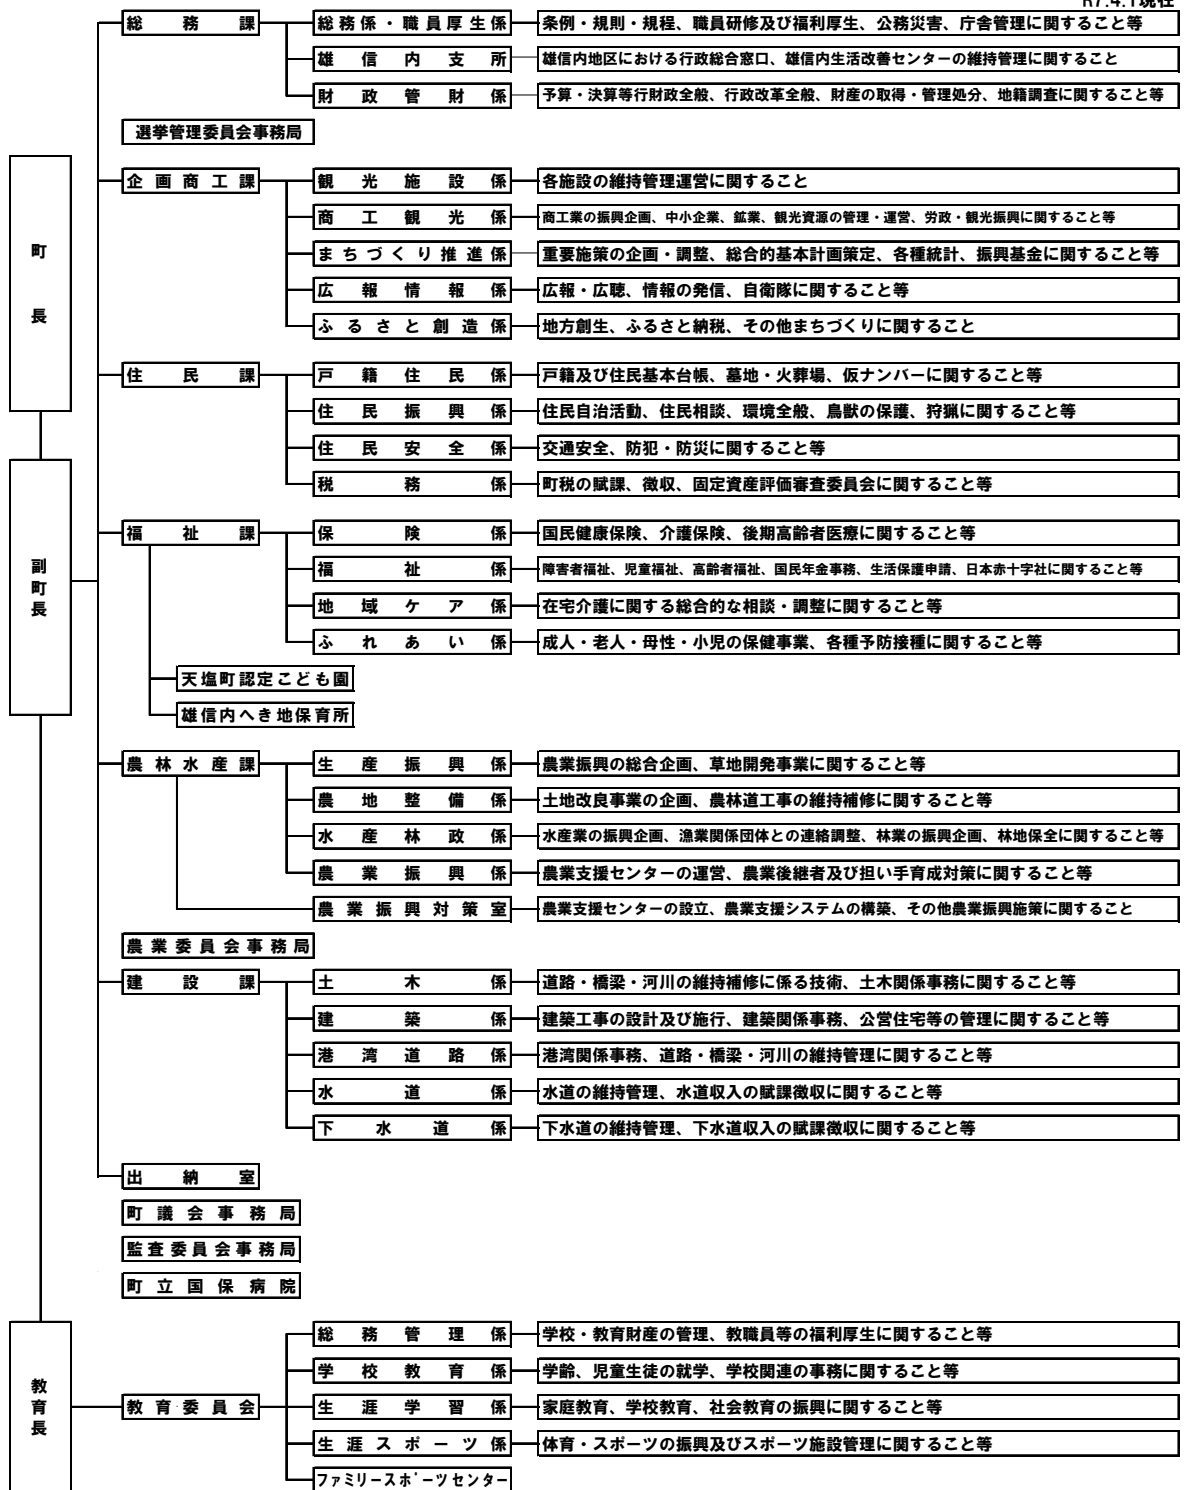 R7.4.1現在
総務課 総務係・職員厚生係 条例・規則・規程、職員研修及び福利厚生、公務災害、庁舎管理に関すること等
雄信内支所 雄信内地区における行政総合窓口、雄信内生活改善センターの維持管理に関すること
財政管財係 予算・決算等行財政全般、行政改革全般、財産の取得・管理処分、地籍調査に関すること等
選挙管理委員会事務局
町長
企画商工課 観光施設係 各施設の維持管理運営に関すること
商工観光係 商工業の振興企画、中小企業、鉱業、観光資源の管理・運営、労政・観光振興に関すること等
まちづくり推進係 重要施策の企画・調整、総合的基本計画策定、各種統計、振興基金に関すること等
広報情報係 広報・広聴、情報の発信、自衛隊に関すること等
ふるさと創造係 地方創生、ふるさと納税、その他まちづくりに関すること
住民課 戸籍住民係 戸籍及び住民基本台帳、墓地・火葬場、仮ナンバーに関すること等
住民振興係 住民自治活動、住民相談、環境全般、鳥獣の保護、狩猟に関すること等
住民安全係 交通安全、防犯・防災に関すること等
税務係 町税の賦課、徴収、固定資産評価審査委員会に関すること等
副町長
福祉課 保険係 国民健康保険、介護保険、後期高齢者医療に関すること等
福祉係 障害者福祉、児童福祉、高齢者福祉、国民年金事務、生活保護申請、日本赤十字社に関すること等
地域ケア係 在宅介護に関する総合的な相談・調整に関すること等
ふれあい係 成人・老人・母性・小児の保健事業、各種予防接種に関すること等
天塩町認定こども園
雄信内へき地保育所
農林水産課 生産振興係 農業振興の総合企画、草地開発事業に関すること等
農地整備係 土地改良事業の企画、農林道工事の維持補修に関すること等
水産林政係 水産業の振興企画、漁業関係団体との連絡調整、林業の振興企画、林地保全に関すること等
農業振興係 農業支援センターの運営、農業後継者及び担い手育成対策に関すること等
農業振興対策室 農業支援センターの設立、農業支援システムの構築、その他農業振興施策に関すること
農業委員会事務局
建設課 土木係 道路・橋梁・河川の維持補修に係る技術、土木関係事務に関すること等
建築係 建築工事の設計及び施行、建築関係事務、公営住宅等の管理に関すること等
港湾道路係 港湾関係事務、道路・橋梁・河川の維持管理に関すること等
水道係 水道の維持管理、水道収入の賦課徴収に関すること等
下水道係 下水道の維持管理、下水道収入の賦課徴収に関すること等
出納室
町議会事務局
監査委員会事務局
町立国保病院
教育長
教育委員会 総務管理係 学校・教育財産の管理、教職員等の福利厚生に関すること等
学校教育係 学齢、児童生徒の就学、学校関連の事務に関すること等
生涯学習係 家庭教育、学校教育、社会教育の振興に関すること等
生涯スポーツ係 体育・スポーツの振興及びスポーツ施設管理に関すること等
ファミリースポーツセンター